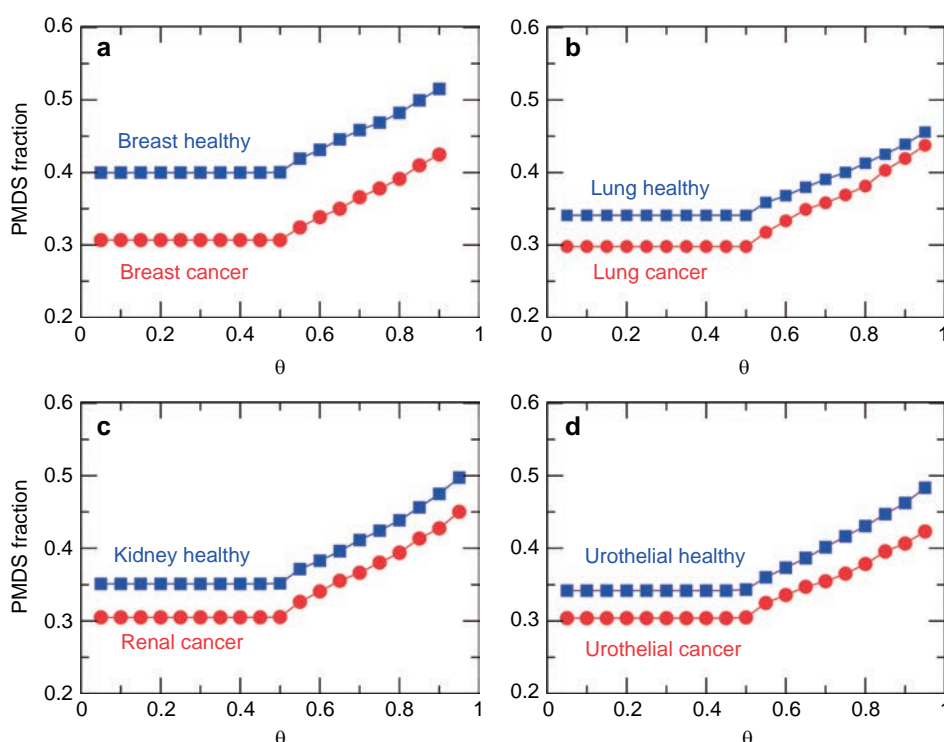 a
0.6
0.5
0.4
0.3
0.2
PMDS fraction
Breast healthy
Breast cancer
0 0.2 0.4 0.6 0.8 1
θ
b
0.6
0.5
0.4
0.3
0.2
Lung healthy
Lung cancer
0 0.2 0.4 0.6 0.8 1
θ
c
0.6
0.5
0.4
0.3
0.2
PMDS fraction
Kidney healthy
Renal cancer
0 0.2 0.4 0.6 0.8 1
θ
d
0.6
0.5
0.4
0.3
0.2
Urothelial healthy
Urothelial cancer
0 0.2 0.4 0.6 0.8 1
θ